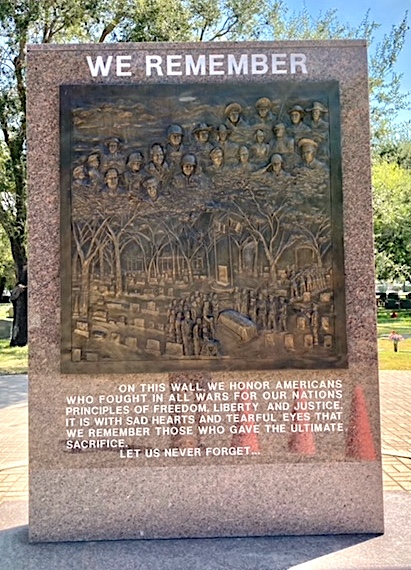 WE REMEMBER
ON THIS WALL, WE HONOR AMERICANS
WHO FOUGHT IN ALL WARS FOR OUR NATION'S
PRINCIPLES OF FREEDOM, LIBERTY AND JUSTICE.
IT IS WITH SAD HEARTS AND TEARFUL EYES THAT
WE REMEMBER THOSE WHO GAVE THE ULTIMATE
SACRIFICE.
LET US NEVER FORGET...